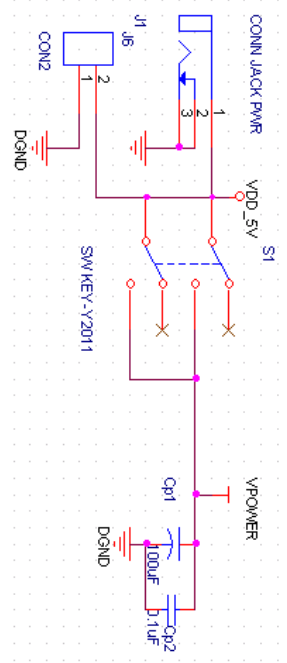 CONN JACK PWR
J1
J6
CON2
1
2
3
2
1
DGND
VDD_5V
S1
SW KEY-Y2011
VPOWER
Cp1
100uF
DGND
0.1uF
Cp2